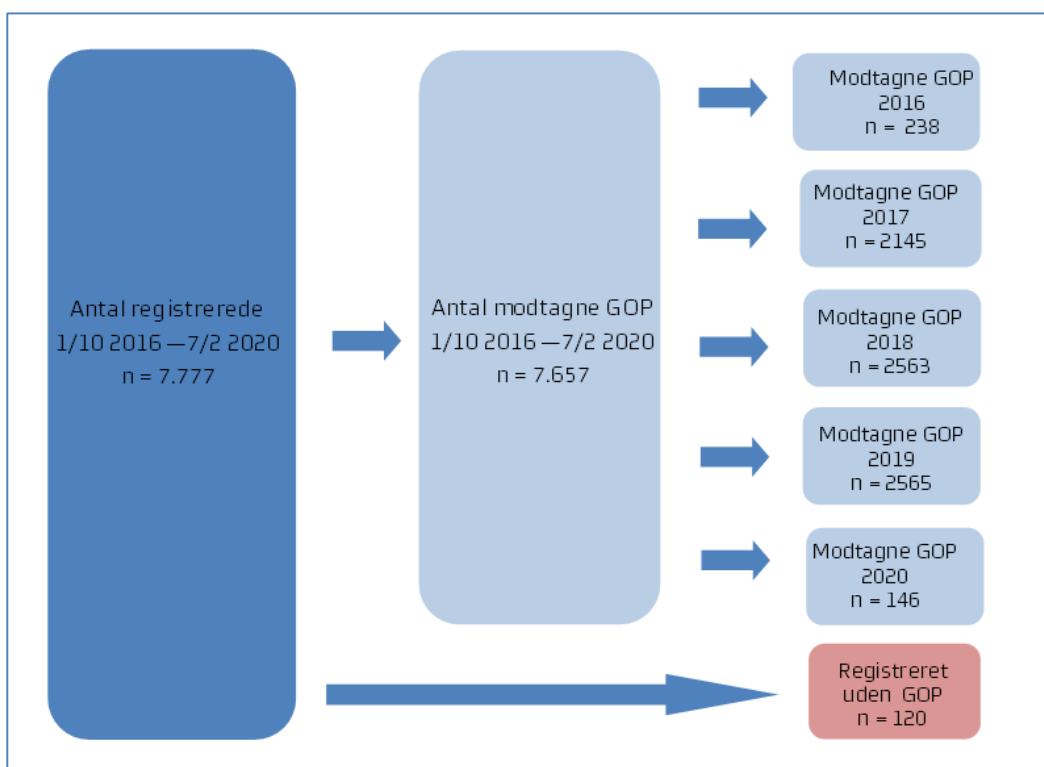 Antal registrerede
1/10 2016 —7/2 2020
n = 7.777
Antal modtagne GOP
1/10 2016 —7/2 2020
n = 7.657
Modtagne GOP
2016
n = 238
Modtagne GOP
2017
n = 2145
Modtagne GOP
2018
n = 2563
Modtagne GOP
2019
n = 2565
Modtagne GOP
2020
n = 146
Registreret
uden GOP
n = 120